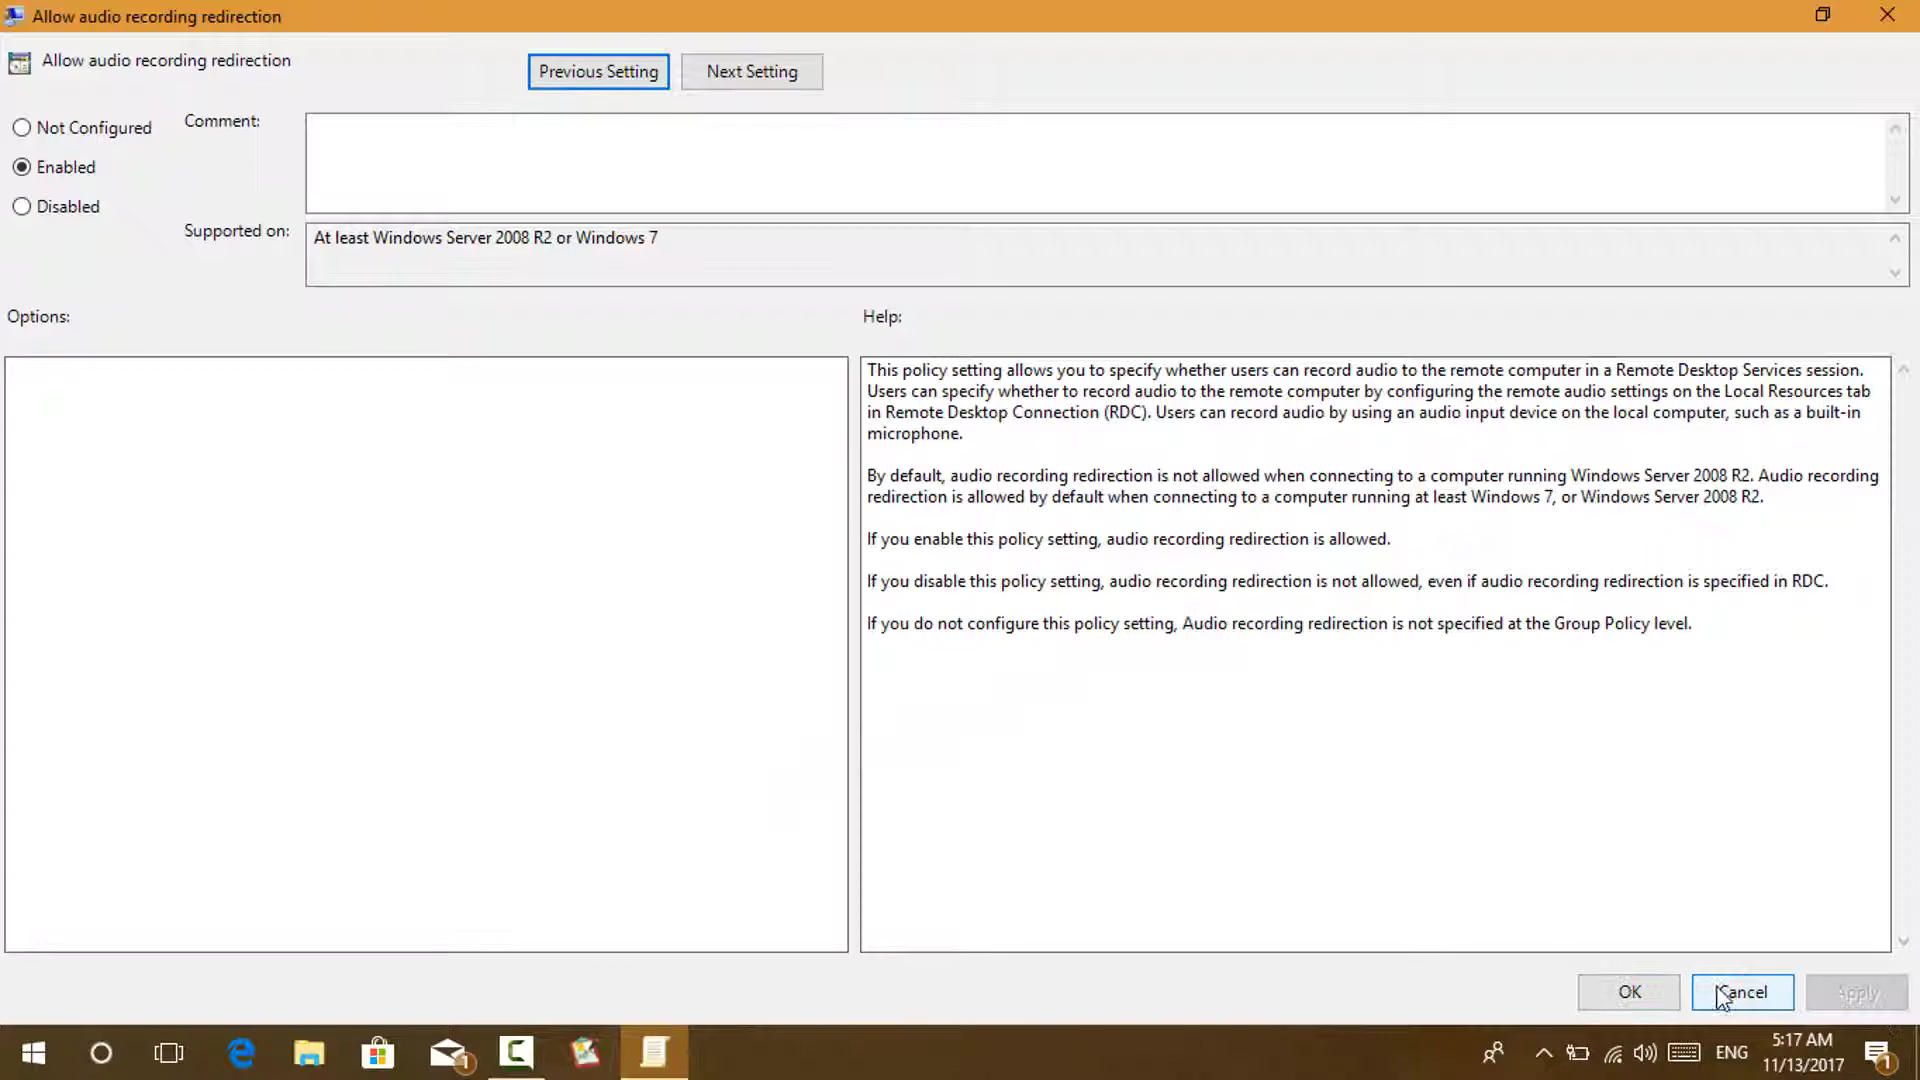 Allow audio recording redirection
Allow audio recording redirection
Previous Setting
Next Setting
Not Configured
Enabled
Disabled
Comment:
Supported on:
At least Windows Server 2008 R2 or Windows 7
Options:
Help:
This policy setting allows you to specify whether users can record audio to the remote computer in a Remote Desktop Services session.
Users can specify whether to record audio to the remote computer by configuring the remote audio settings on the Local Resources tab
in Remote Desktop Connection (RDC). Users can record audio by using an audio input device on the local computer, such as a built-in
microphone.
By default, audio recording redirection is not allowed when connecting to a computer running Windows Server 2008 R2. Audio recording
redirection is allowed by default when connecting to a computer running at least Windows 7, or Windows Server 2008 R2.
If you enable this policy setting, audio recording redirection is allowed.
If you disable this policy setting, audio recording redirection is not allowed, even if audio recording redirection is specified in RDC.
If you do not configure this policy setting, Audio recording redirection is not specified at the Group Policy level.
OK
Cancel
Apply
1
ENG
5:17 AM
11/13/2017
1